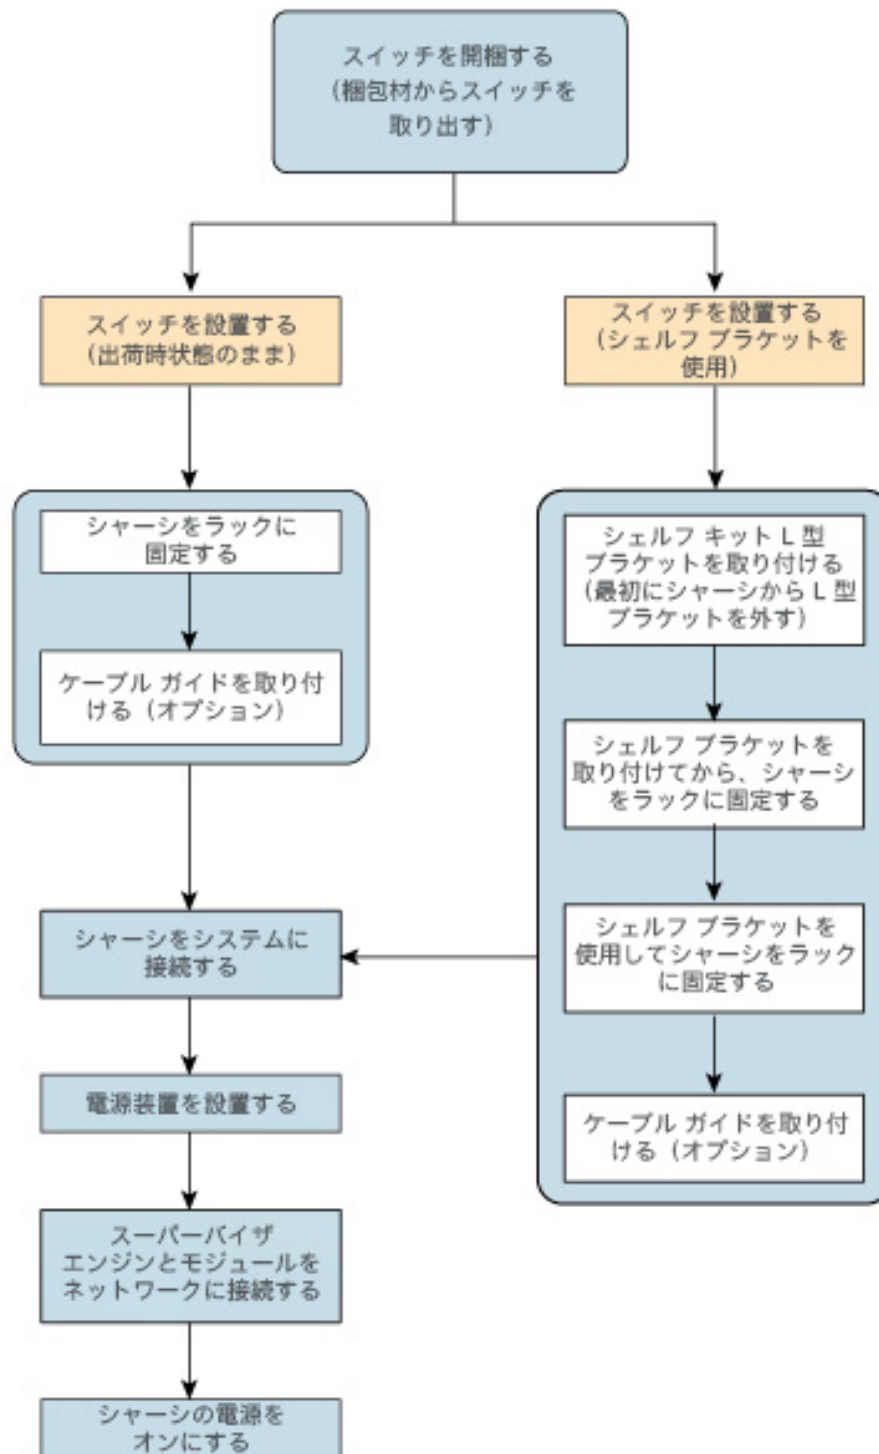 スイッチを開梱する
（梱包材からスイッチを
取り出す）
スイッチを設置する
（出荷時状態のまま）
スイッチを設置する
（シェルフ ブラケットを
使用）
シャーシをラックに
固定する
ケーブル ガイドを取り付
ける（オプション）
シェルフ キット L 型
ブラケットを取り付ける
（最初にシャーシから L 型
ブラケットを外す）
シェルフ ブラケットを
取り付けてから、シャーシ
をラックに固定する
シェルフ ブラケットを
使用してシャーシをラック
に固定する
ケーブル ガイドを取り付
ける（オプション）
シャーシをシステムに
接続する
電源装置を設置する
スーパーバイザ
エンジンとモジュールを
ネットワークに接続する
シャーシの電源を
オンにする